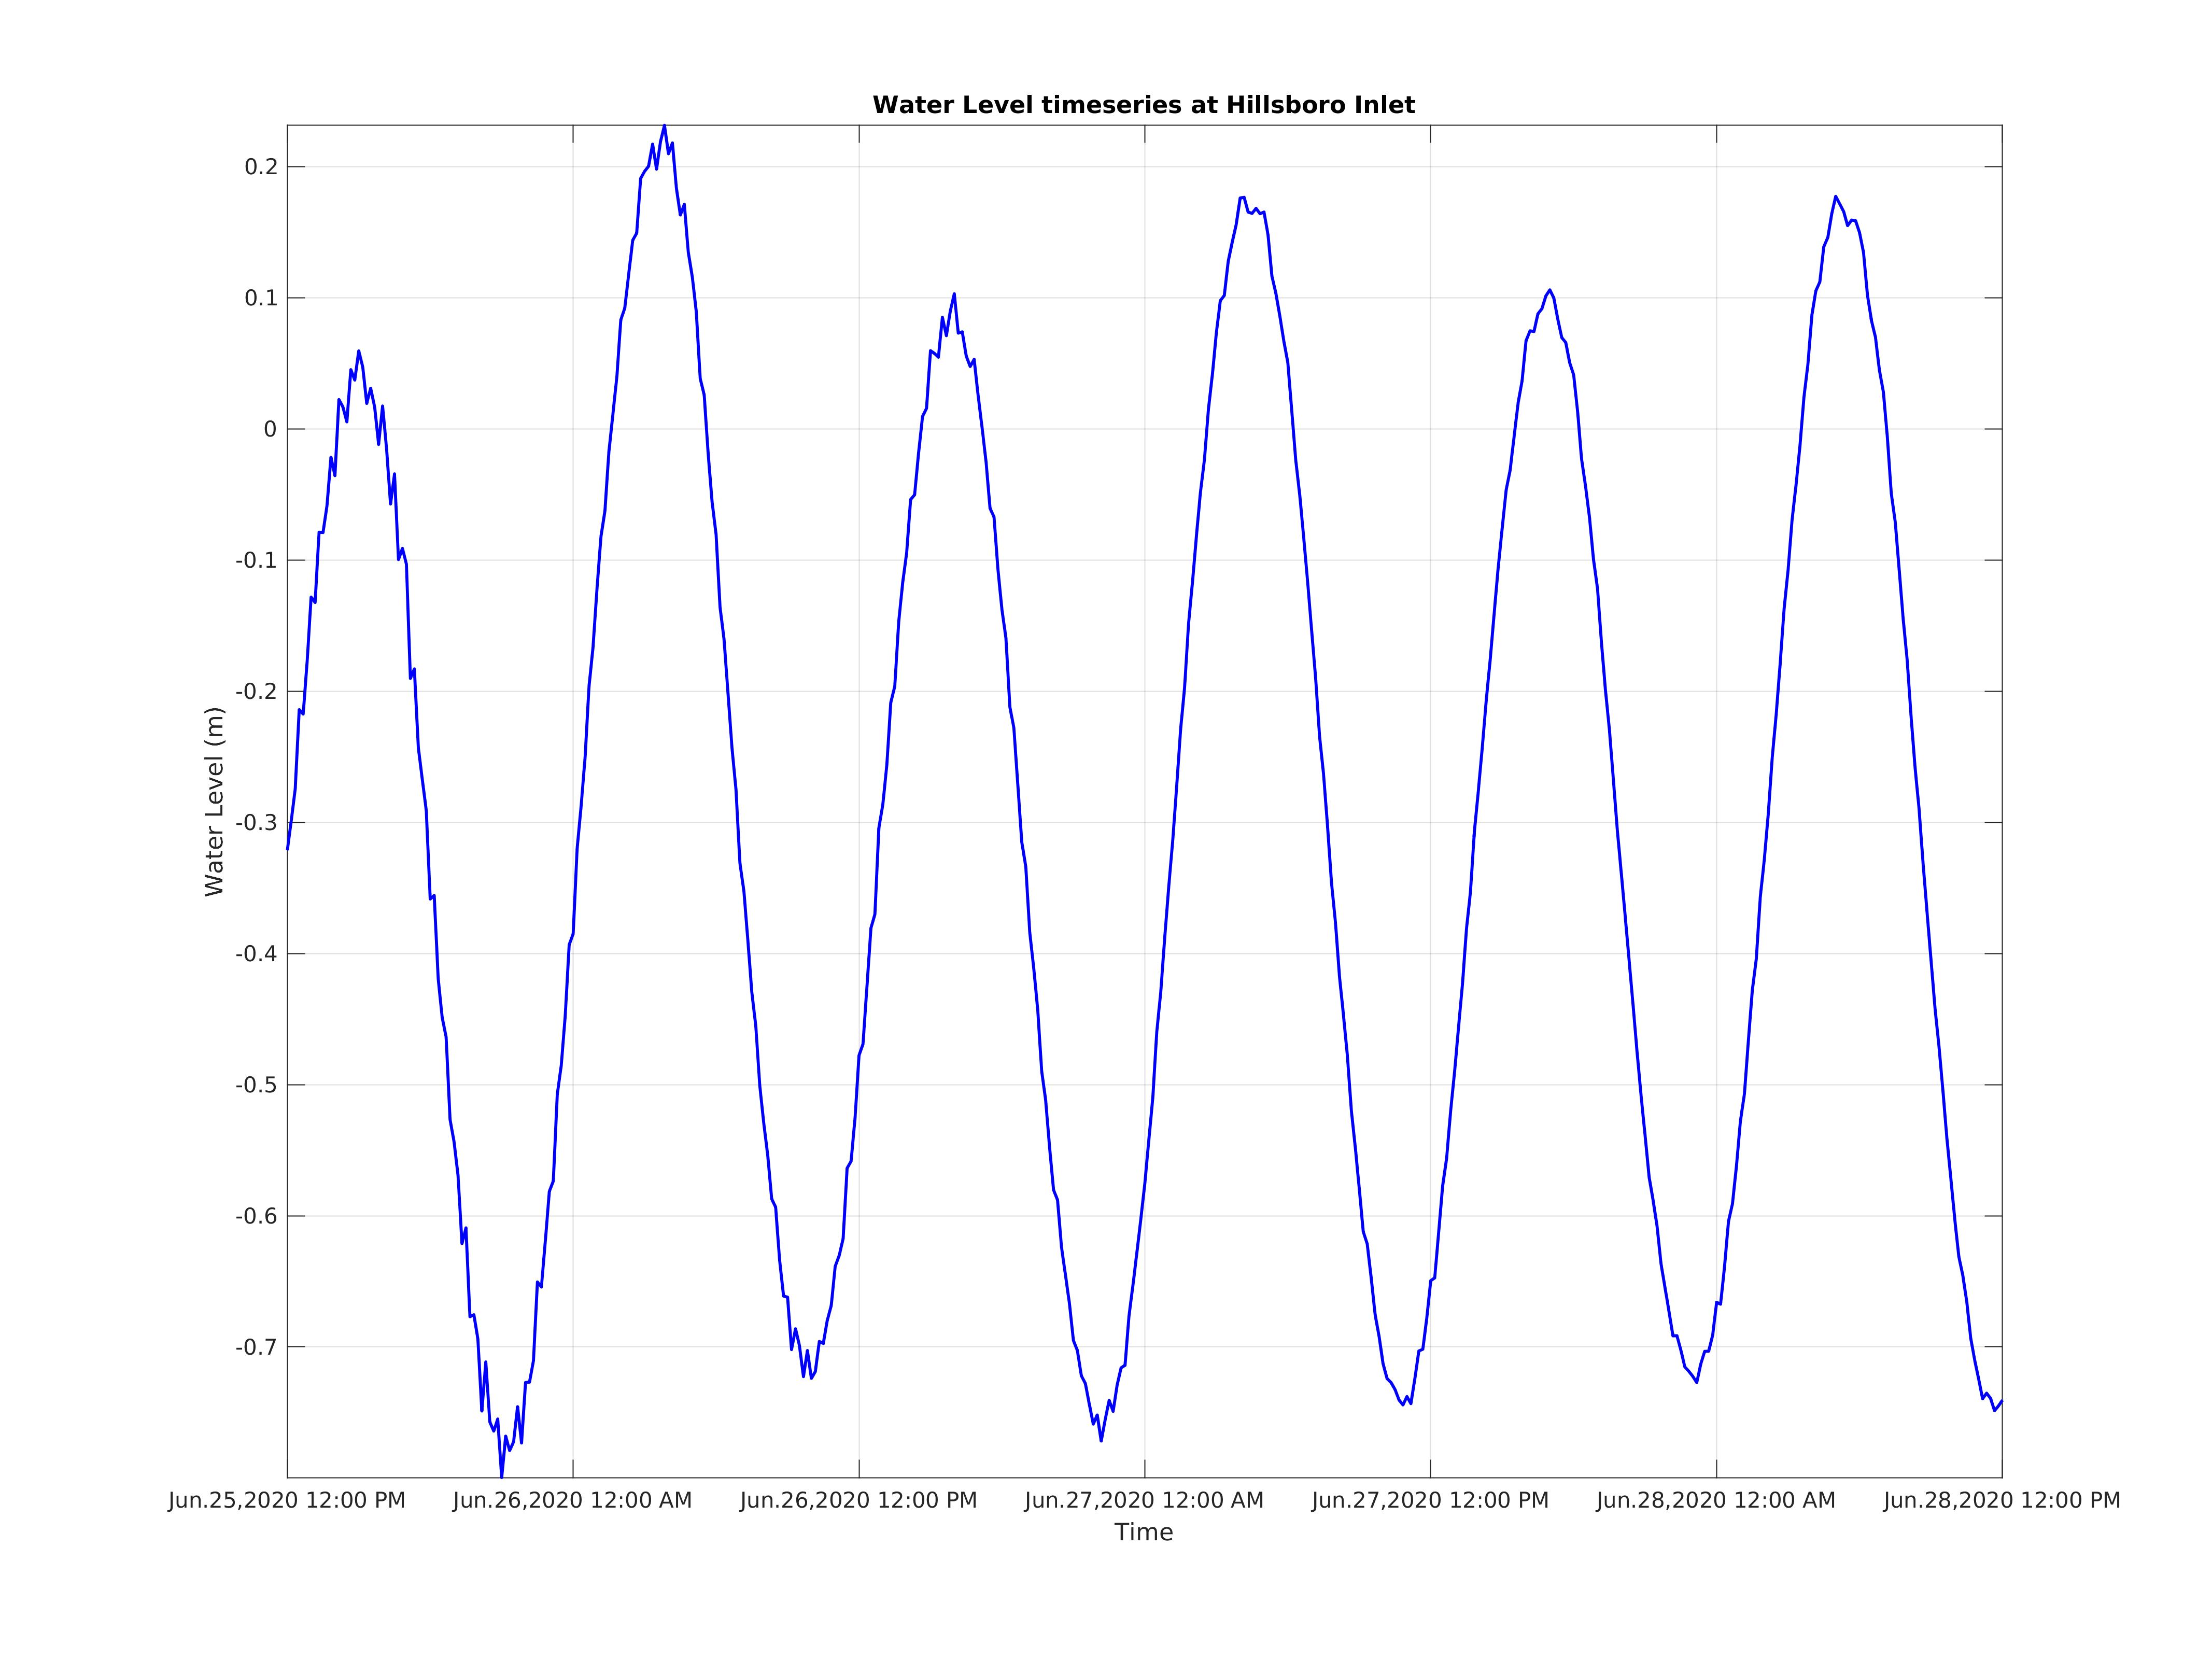 Water Level timeseries at Hillsboro Inlet
0.2
0.1
0
-0.1
-0.2
-0.3
-0.4
-0.5
-0.6
-0.7
Water Level (m)
Jun.25,2020 12:00 PM Jun.26,2020 12:00 AM Jun.26,2020 12:00 PM Jun.27,2020 12:00 AM Jun.27,2020 12:00 PM Jun.28,2020 12:00 AM Jun.28,2020 12:00 PM
Time